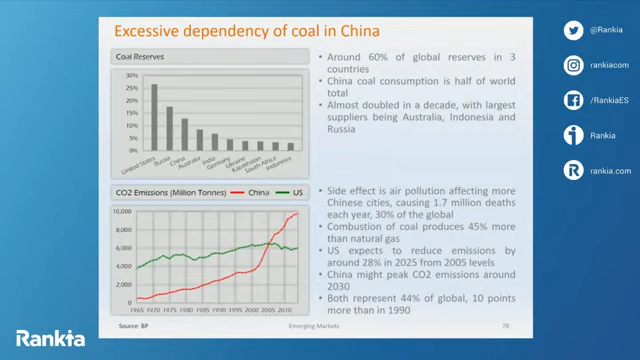 Excessive dependency of coal in China
Coal Reserves
30%
25%
20%
15%
10%
5%
0%
United States
Russia
China
Australia
India
Germany
Ukraine
Kazakhstan
South Africa
Indonesia
• Around 60% of global reserves in 3
countries
• China coal consumption is half of world
total
• Almost doubled in a decade, with largest
suppliers being Australia, Indonesia and
Russia
CO2 Emissions (Million Tonnes) China US
10,000
8,000
6,000
4,000
2,000
0
1965 1970 1975 1980 1985 1990 1995 2000 2005 2010
• Side effect is air pollution affecting more
Chinese cities, causing 1.7 million deaths
each year, 30% of the global
• Combustion of coal produces 45% more
than natural gas
• US expects to reduce emissions by
around 28% in 2025 from 2005 levels
• China might peak CO2 emissions around
2030
• Both represent 44% of global, 10 points
more than in 1990
Source: BP
Emerging Markets
78
@Rankia
rankiacom
/RankiaES
Rankia
rankia.com
Rankia